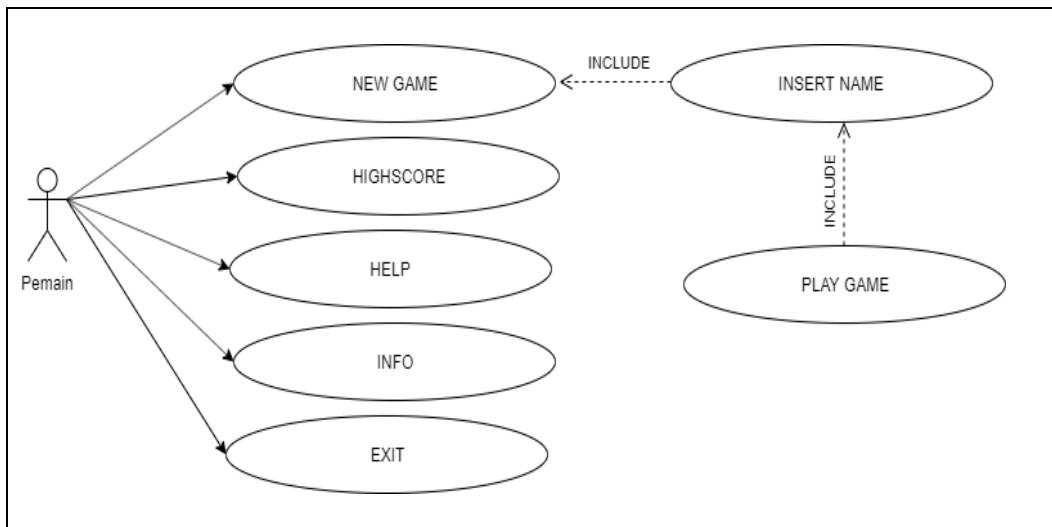 NEW GAME
INCLUDE
INSERT NAME
HIGHSCORE
INCLUDE
HELP
PLAY GAME
Pemain
INFO
EXIT